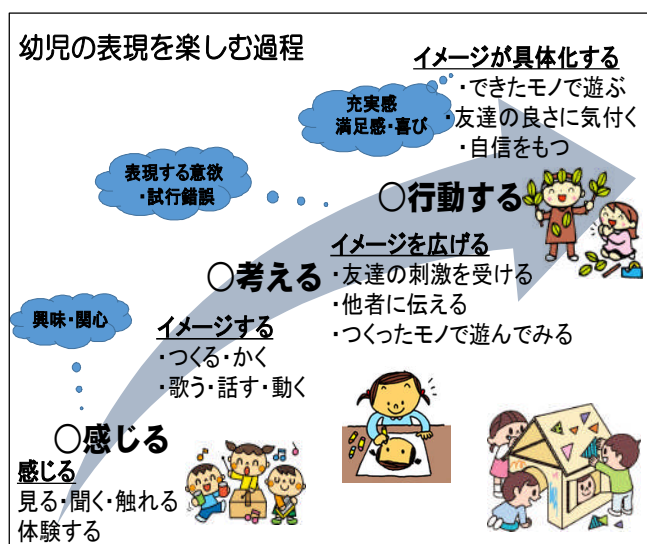 幼児の表現を楽しむ過程
イメージが具体化する
・できたモノで遊ぶ
・友達の良さに気付く
・自信をもつ
充実感
満足感・喜び
表現する意欲
・試行錯誤
○行動する
イメージを広げる
・友達の刺激を受ける
・他者に伝える
・つくったモノで遊んでみる
○考える
イメージする
・つくる・かく
・歌う・話す・動く
興味・関心
○感じる
感じる
見る・聞く・触れる
体験する